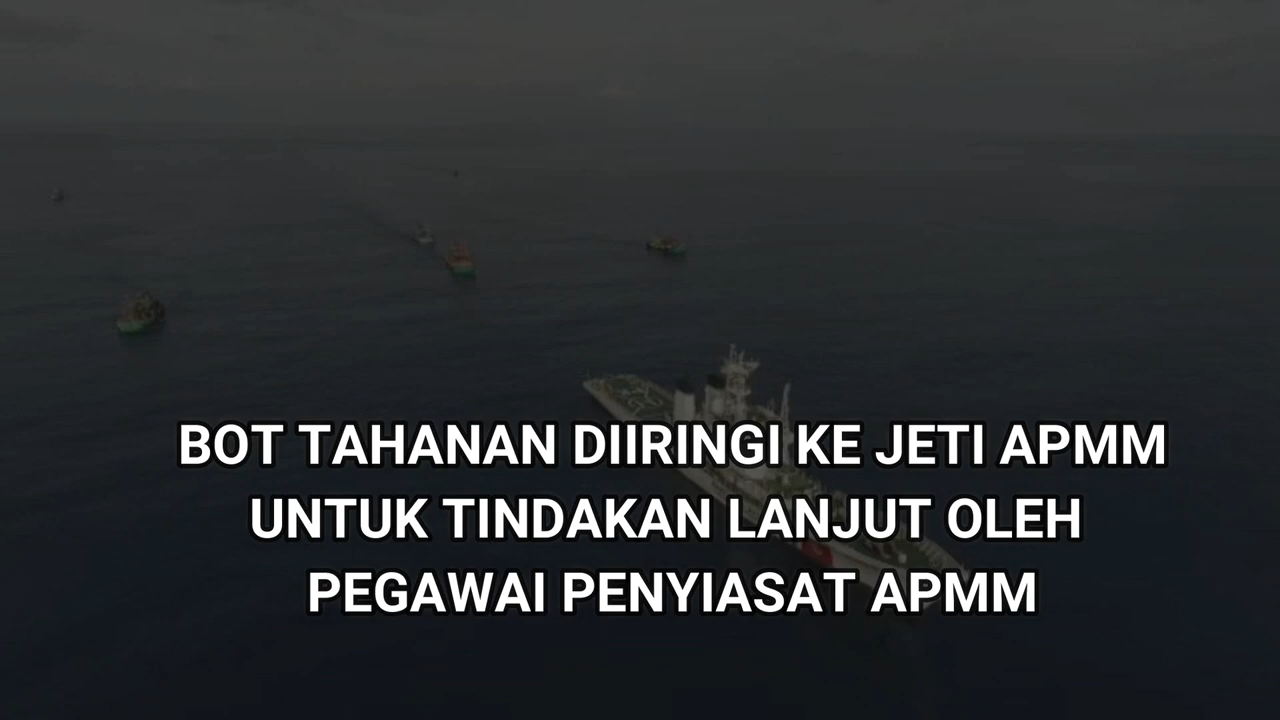 BOT TAHANAN DIIRINGI KE JETI APMM
UNTUK TINDAKAN LANJUT OLEH
PEGAWAI PENYIASAT APMM